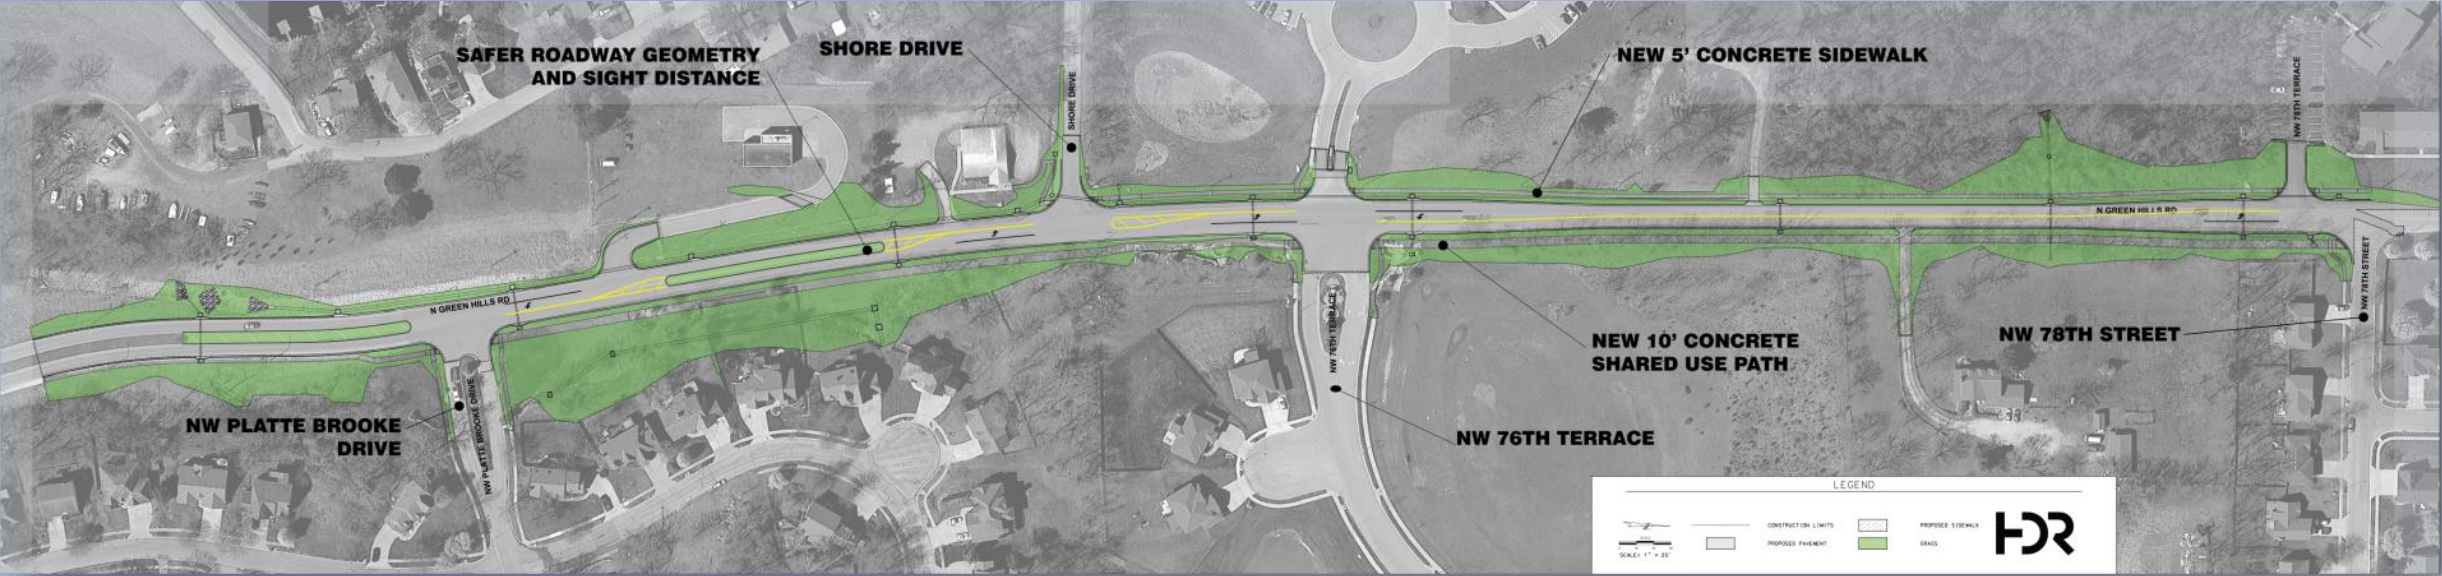 SAFER ROADWAY GEOMETRY
AND SIGHT DISTANCE
SHORE DRIVE
SHORE DRIVE
NEW 5' CONCRETE SIDEWALK
NW 78TH TERRACE
N GREEN HILLS RD
N GREEN HILLS RD
NW PLATTE BROOKE
DRIVE
NW PLATTE BROOKE DRIVE
NW 76TH TERRACE
NW 76TH TERRACE
NEW 10' CONCRETE
SHARED USE PATH
NW 78TH STREET
NW 78TH STREET
LEGEND
CONSTRUCTION LIMITS
PROPOSED SIDEWALK
PROPOSED PAVEMENT
GRASS
HDR